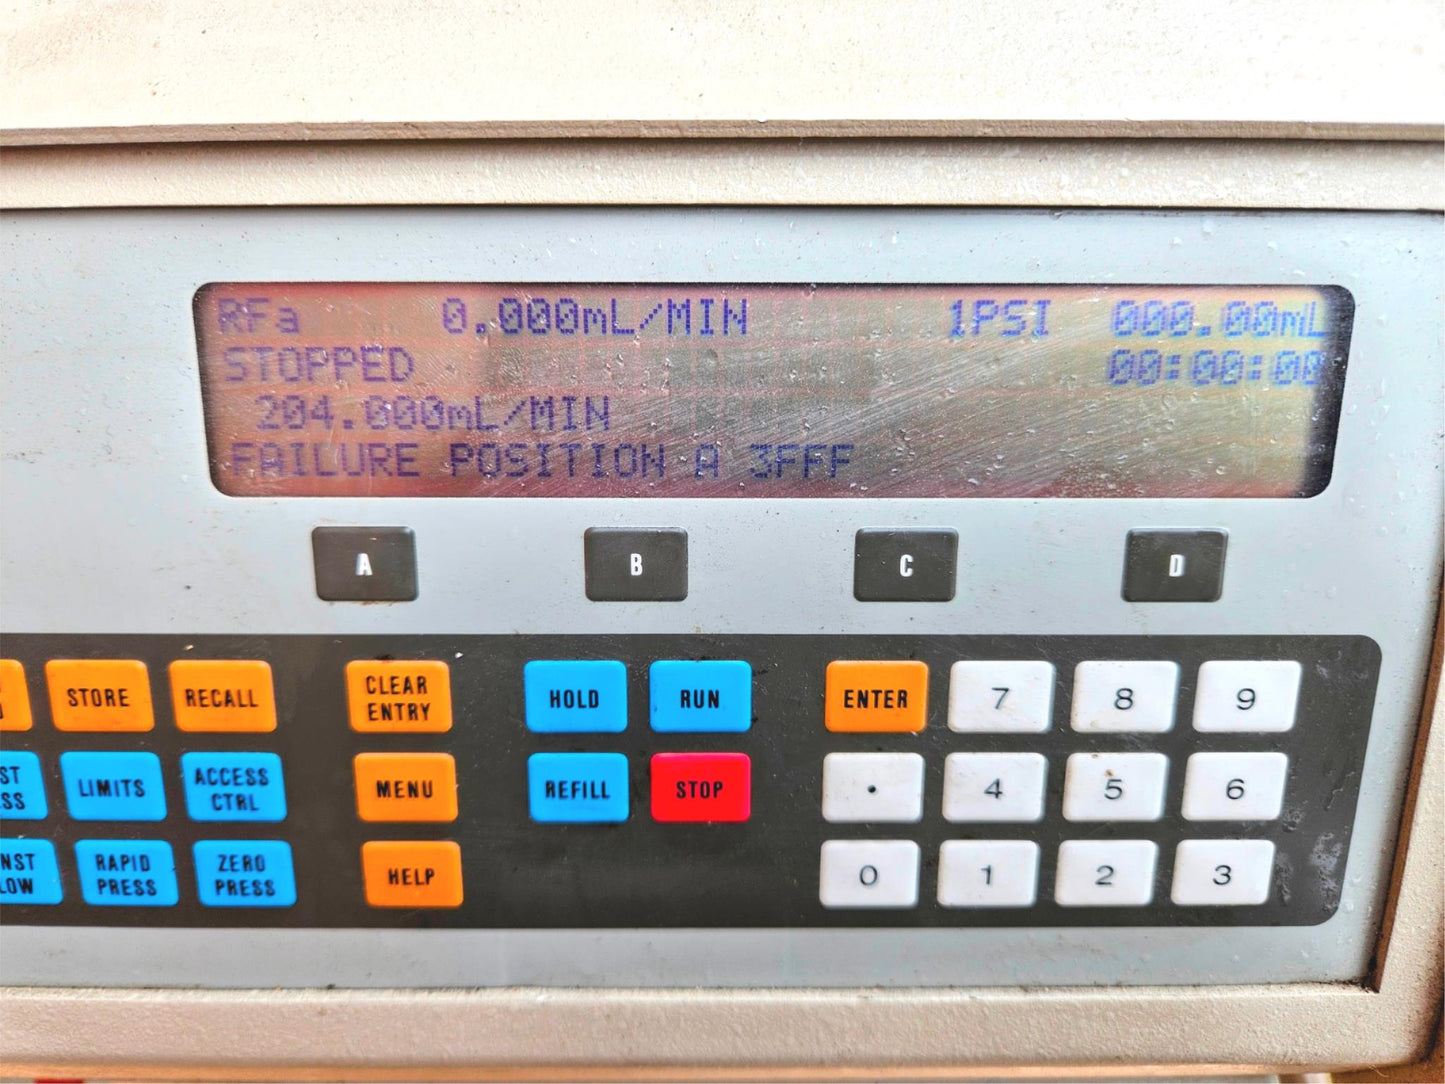 RFa 0.000mL/MIN 1PSI 000.00mL
STOPPED 00:00:00
204.000mL/MIN
FAILURE POSITION A 3FFF
A B C D
STORE RECALL CLEAR ENTRY HOLD RUN ENTER 7 8 9
LIMITS ACCESS CTRL MENU REFILL STOP . 4 5 6
RAPID PRESS ZERO PRESS HELP 0 1 2 3